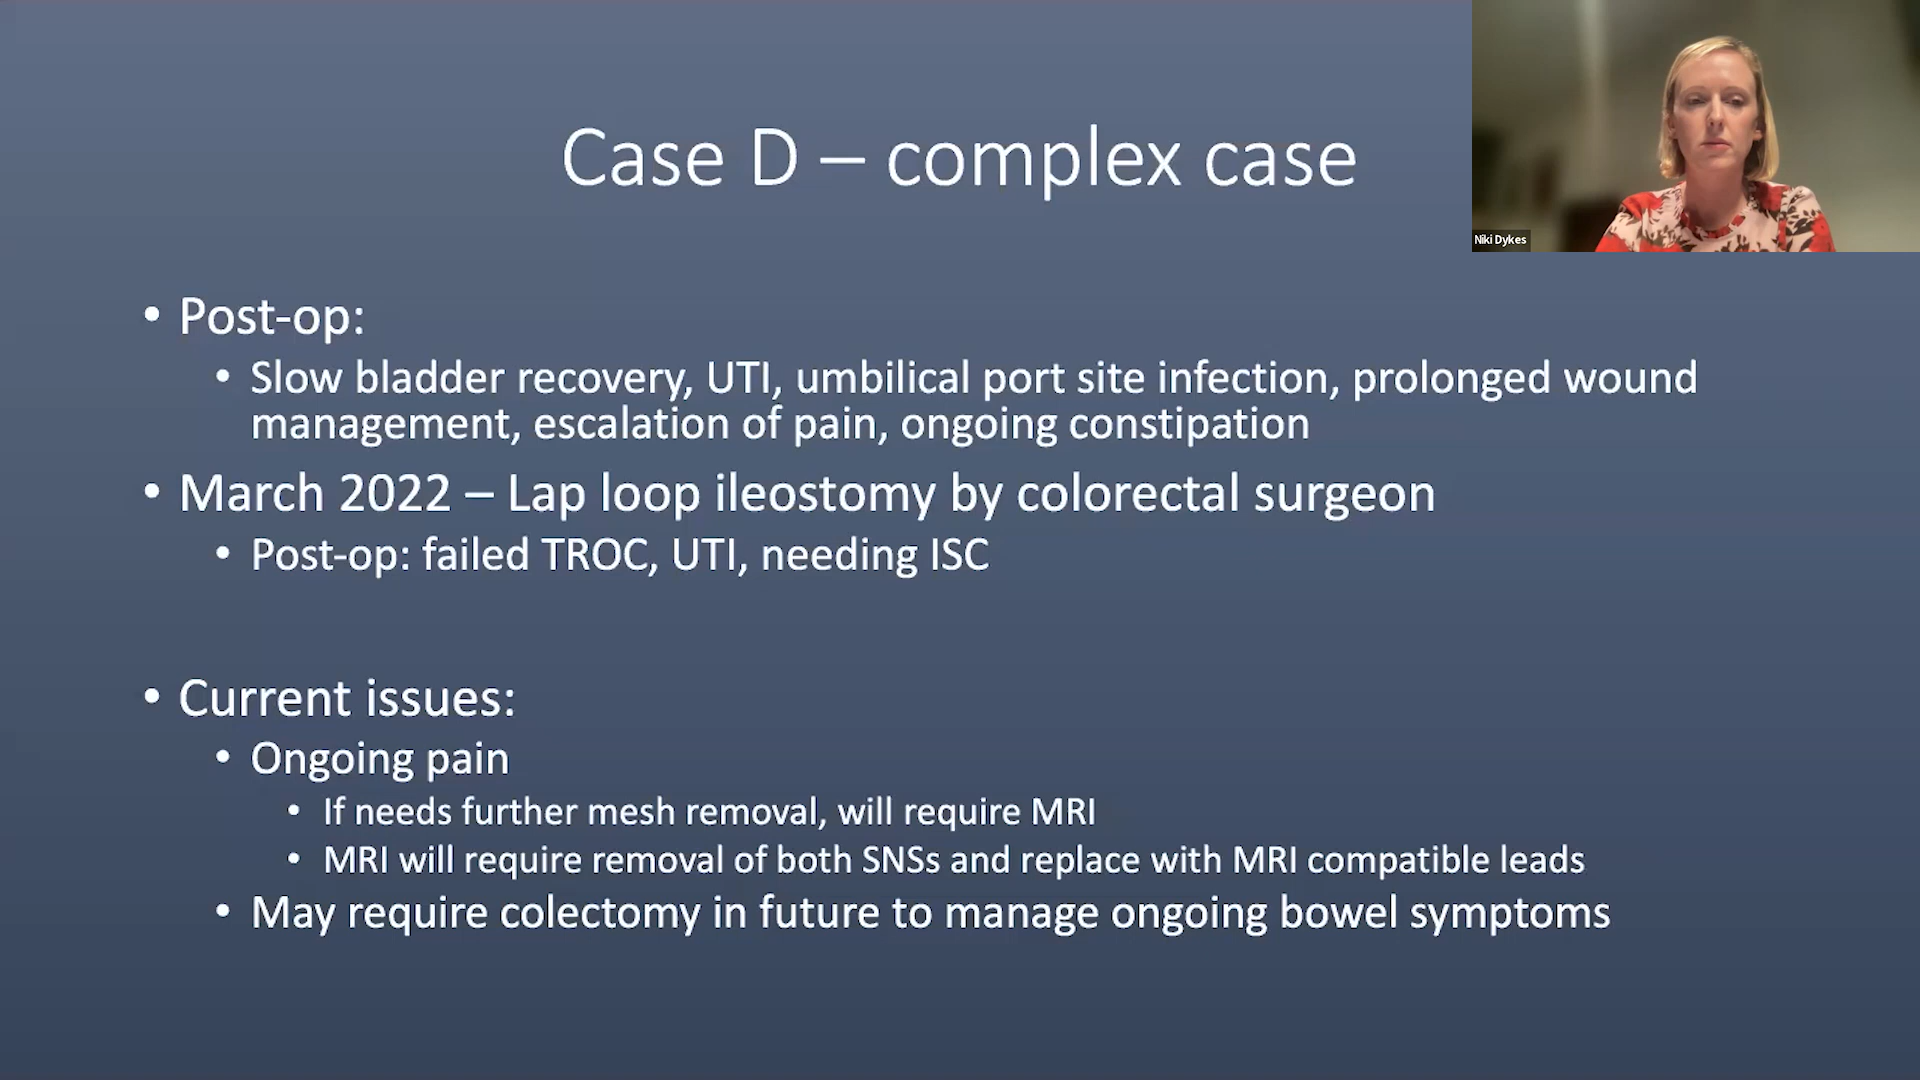 Case D – complex case
Niki Dykes
• Post-op:
• Slow bladder recovery, UTI, umbilical port site infection, prolonged wound
management, escalation of pain, ongoing constipation
• March 2022 – Lap loop ileostomy by colorectal surgeon
• Post-op: failed TROC, UTI, needing ISC
• Current issues:
• Ongoing pain
• If needs further mesh removal, will require MRI
• MRI will require removal of both SNSs and replace with MRI compatible leads
• May require colectomy in future to manage ongoing bowel symptoms